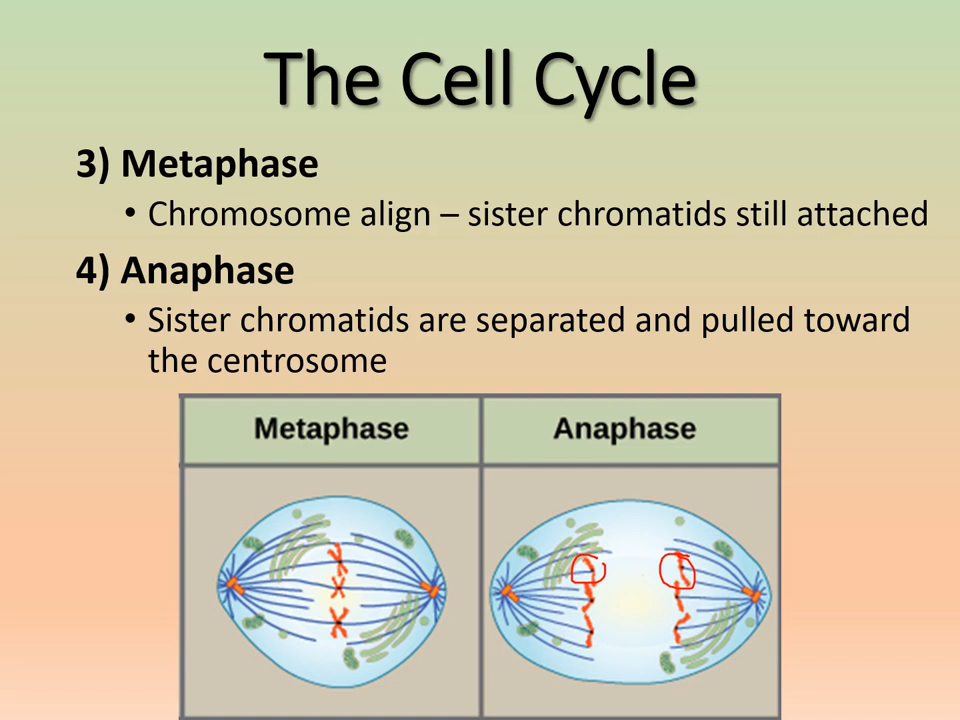 The Cell Cycle
3) Metaphase
• Chromosome align – sister chromatids still attached
4) Anaphase
• Sister chromatids are separated and pulled toward
the centrosome
Metaphase
Anaphase